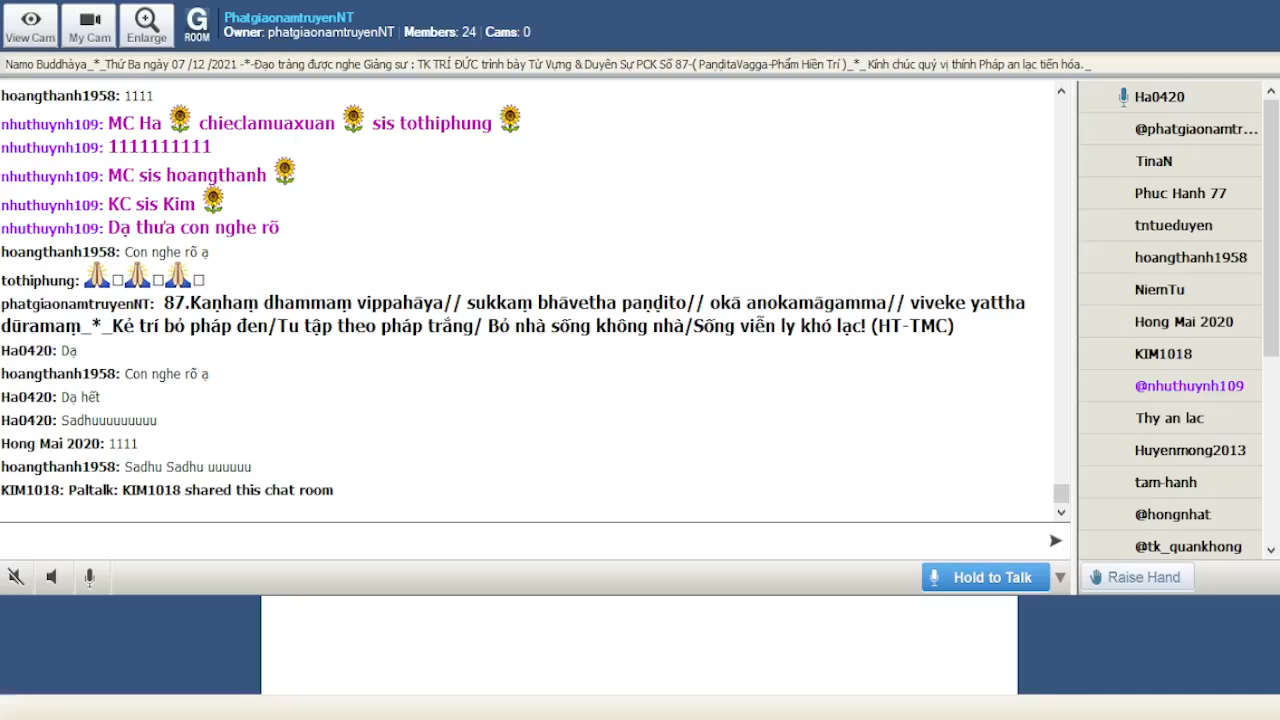 View Cam
My Cam
Enlarge
G
ROOM
PhatgiaonamtruyenNT
Owner: phatgiaonamtruyenNT | Members: 24 | Cams: 0
Namo Buddhàya_*_Thứ Ba ngày 07 /12 /2021 -*-Đạo tràng được nghe Giảng sư : TK TRÍ ĐỨC trình bày Từ Vựng & Duyên Sự PCK Số 87-( PaṇḍitaVagga-Phẩm Hiền Trí )_*_ Kính chúc quý vị thính Pháp an lạc tiến hóa._
hoangthanh1958: 1111
nhuthuynh109: MC Ha 🌻 chieclamuaxuan 🌻 sis tothiphung 🌻
nhuthuynh109: 1111111111
nhuthuynh109: MC sis hoangthanh 🌻
nhuthuynh109: KC sis Kim 🌻
nhuthuynh109: Dạ thưa con nghe rõ
hoangthanh1958: Con nghe rõ ạ
tothiphung: 🙏□🙏□🙏□
phatgiaonamtruyenNT: 87.Kaṇhaṃ dhammaṃ vippahāya// sukkaṃ bhāvetha paṇḍito// okā anokamāgamma// viveke yattha
dūramaṃ_*_Kẻ trí bỏ pháp đen/Tu tập theo pháp trắng/ Bỏ nhà sống không nhà/Sống viễn ly khó lạc! (HT-TMC)
Ha0420: Dạ
hoangthanh1958: Con nghe rõ ạ
Ha0420: Dạ hết
Ha0420: Sadhuuuuuuuuu
Hong Mai 2020: 1111
hoangthanh1958: Sadhu Sadhu uuuuuu
KIM1018: Paltalk: KIM1018 shared this chat room
Hold to Talk
Ha0420
@phatgiaonamtr...
TinaN
Phuc Hanh 77
tntueduyen
hoangthanh1958
NiemTu
Hong Mai 2020
KIM1018
@nhuthuynh109
Thy an lac
Huyenmong2013
tam-hanh
@hongnhat
@tk_quankhong
Raise Hand